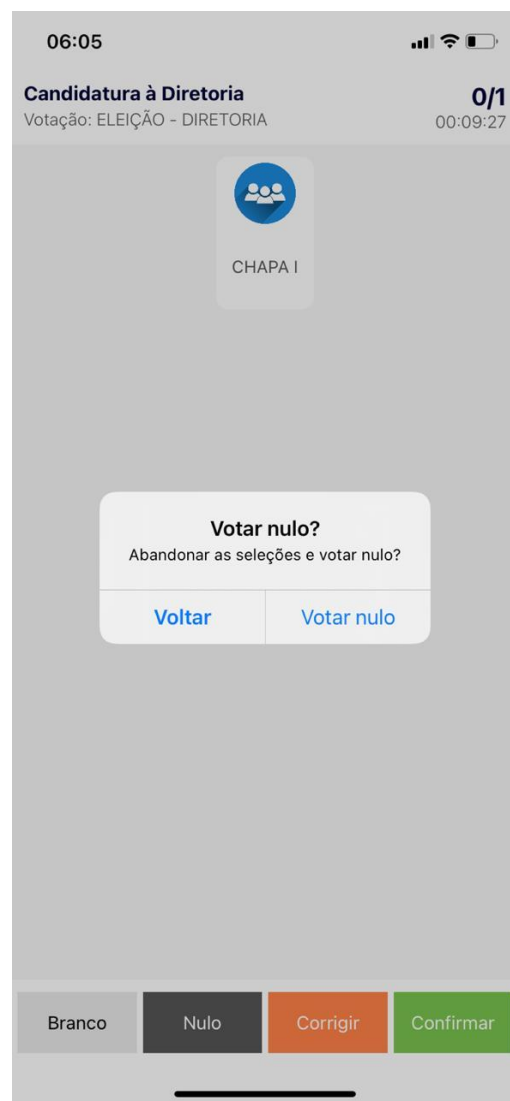 06:05
Candidatura à Diretoria
0/1
Votação: ELEIÇÃO - DIRETORIA
00:09:27
CHAPA I
Votar nulo?
Abandonar as seleções e votar nulo?
Voltar
Votar nulo
Branco
Nulo
Corrigir
Confirmar